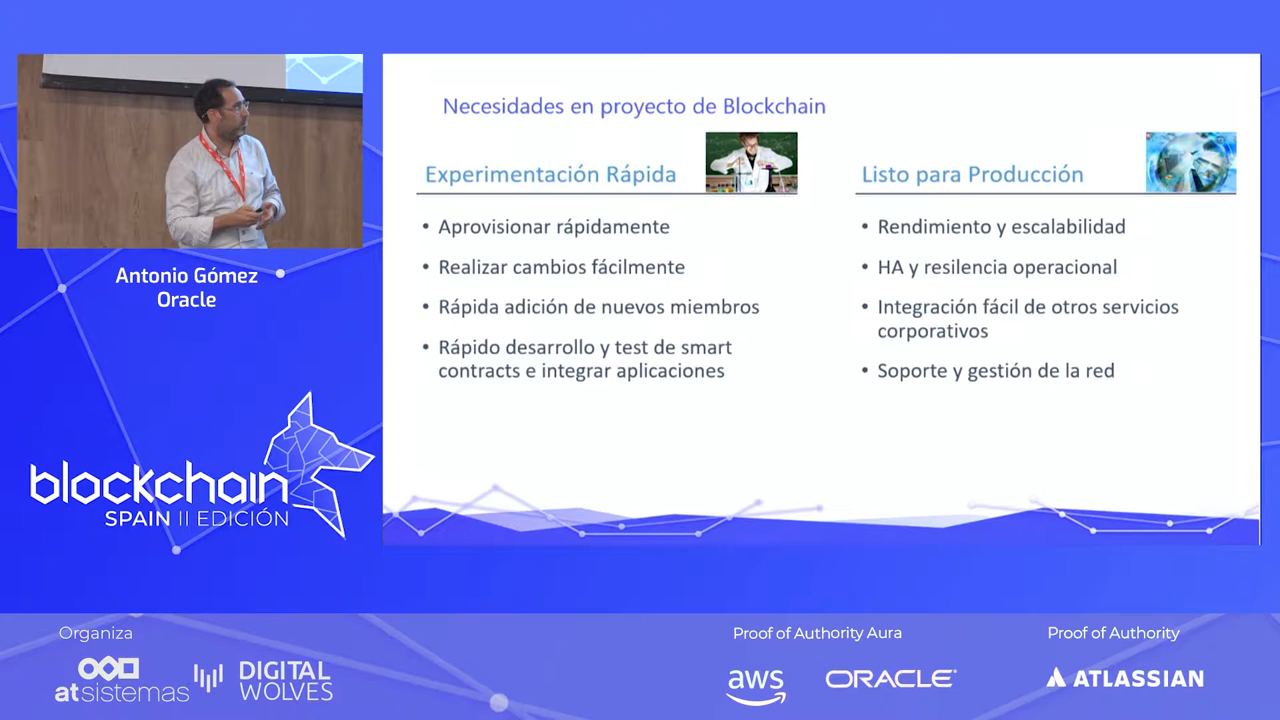 Necesidades en proyecto de Blockchain
Experimentación Rápida
• Aprovisionar rápidamente
• Realizar cambios fácilmente
• Rápida adición de nuevos miembros
• Rápido desarrollo y test de smart
contracts e integrar aplicaciones
Listo para Producción
• Rendimiento y escalabilidad
• HA y resilencia operacional
• Integración fácil de otros servicios
corporativos
• Soporte y gestión de la red
Antonio Gómez
Oracle
blockchain
SPAIN II EDICIÓN
Organiza
atsistemas
DIGITAL
WOLVES
Proof of Authority Aura
aws
ORACLE
Proof of Authority
ATLASSIAN